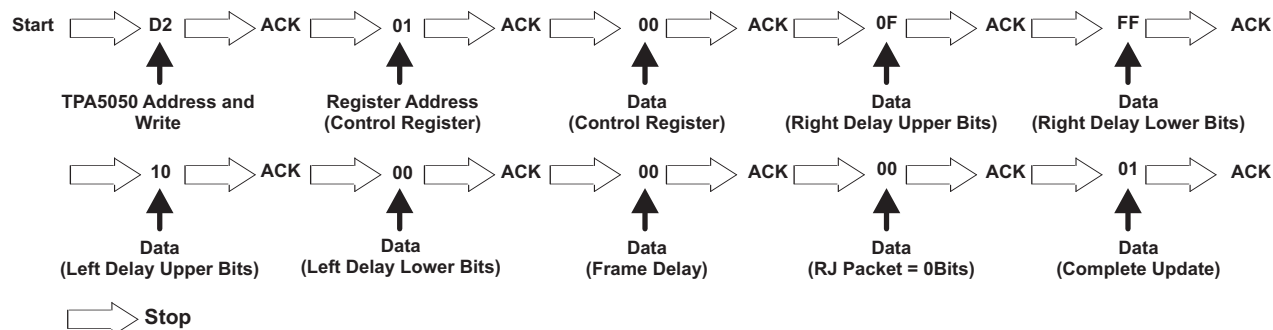 Start D2 ACK 01 ACK 00 ACK 0F ACK FF ACK
TPA5050 Address and
Write
Register Address
(Control Register)
Data
(Control Register)
Data
(Right Delay Upper Bits)
Data
(Right Delay Lower Bits)
10 ACK 00 ACK 00 ACK 00 ACK 01 ACK
Data
(Left Delay Upper Bits)
Data
(Left Delay Lower Bits)
Data
(Frame Delay)
Data
(RJ Packet = 0Bits)
Data
(Complete Update)
Stop